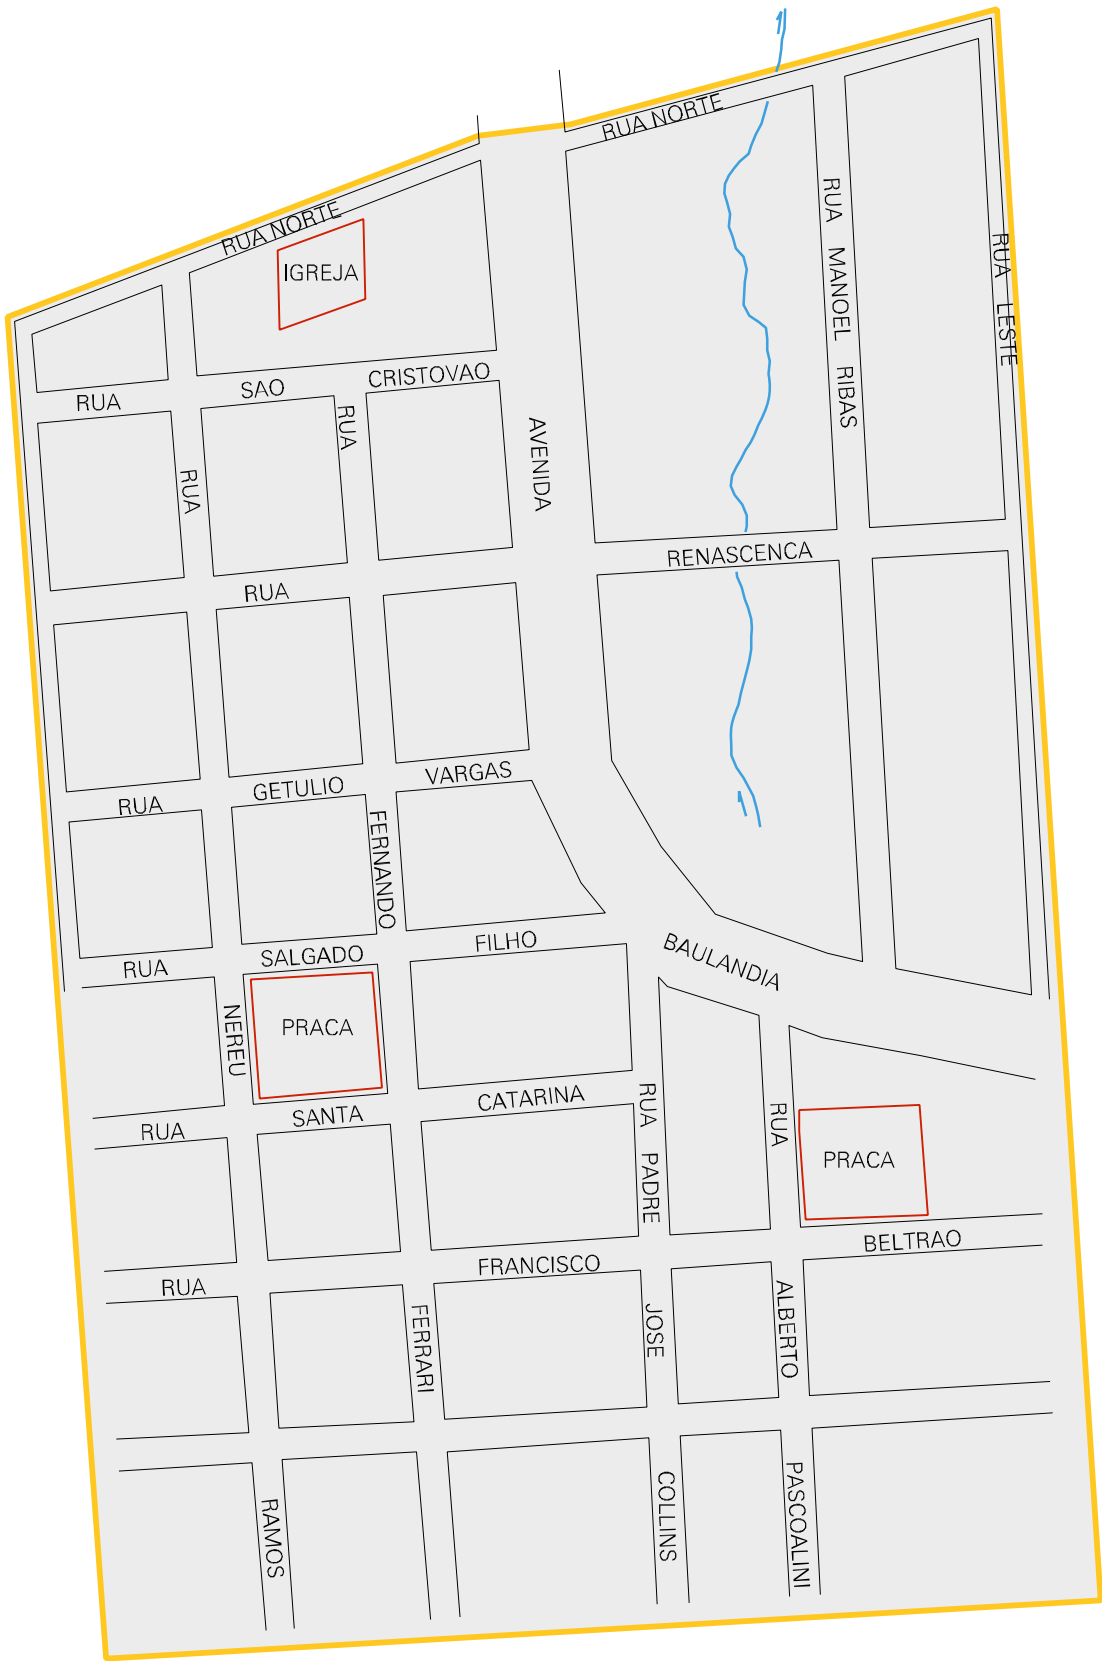 RUA NORTE
RUA NORTE
IGREJA
RUA MANOEL RIBAS
RUA LESTE
RUA SAO CRISTOVAO
RUA
RUA
AVENIDA
RENASCENCA
RUA
RUA GETULIO VARGAS
FERNANDO
RUA SALGADO FILHO
BAULANDIA
NEREU
PRACA
RUA SANTA CATARINA
RUA PADRE
RUA
PRACA
BELTRAO
RUA FRANCISCO
FERRARI
JOSE
ALBERTO
RAMOS
COLLINS
PASCOALINI